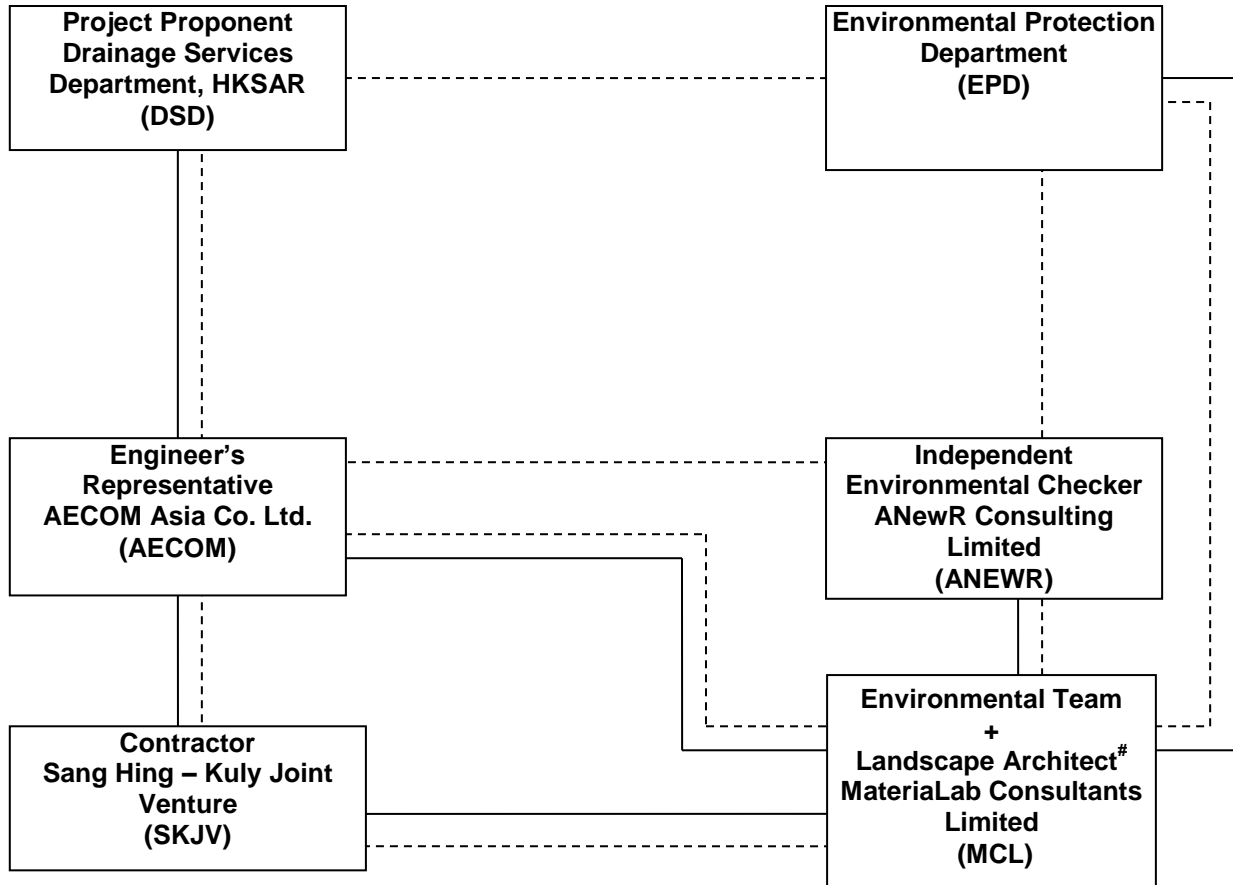 Project Proponent
Drainage Services
Department, HKSAR
(DSD)
Environmental Protection
Department
(EPD)
Engineer’s
Representative
AECOM Asia Co. Ltd.
(AECOM)
Independent
Environmental Checker
ANewR Consulting
Limited
(ANEWR)
Contractor
Sang Hing – Kuly Joint
Venture
(SKJV)
Environmental Team
+
Landscape Architect#
MateriaLab Consultants
Limited
(MCL)